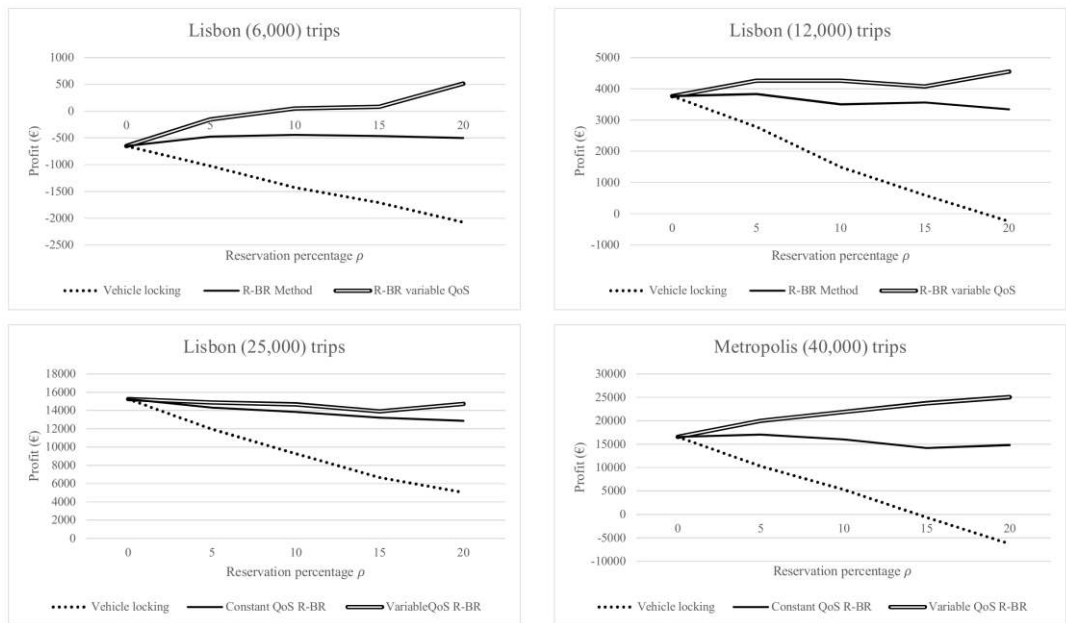 Lisbon (6,000) trips
1000
500
0
-500
-1000
-1500
-2000
-2500
Profit (€)
0 5 10 15 20
Reservation percentage ρ
Vehicle locking R-BR Method R-BR variable QoS
Lisbon (12,000) trips
5000
4000
3000
2000
1000
0
-1000
Profit (€)
0 5 10 15 20
Reservation percentage ρ
Vehicle locking R-BR Method R-BR variable QoS
Lisbon (25,000) trips
18000
16000
14000
12000
10000
8000
6000
4000
2000
0
Profit (€)
0 5 10 15 20
Reservation percentage ρ
Vehicle locking Constant QoS R-BR VariableQoS R-BR
Metropolis (40,000) trips
30000
25000
20000
15000
10000
5000
0
-5000
-10000
Profit (€)
0 5 10 15 20
Reservation percentage ρ
Vehicle locking Constant QoS R-BR Variable QoS R-BR